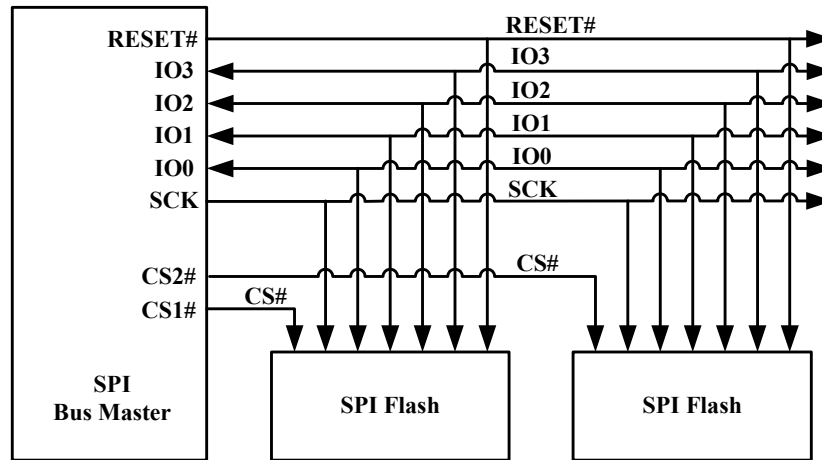 RESET#
RESET#
IO3
IO3
IO2
IO2
IO1
IO1
IO0
IO0
SCK
SCK
CS2#
CS#
CS1#
CS#
SPI
Bus Master
SPI Flash
SPI Flash